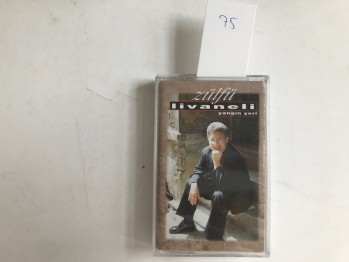 75
zülfü
livaneli
yangın yeri